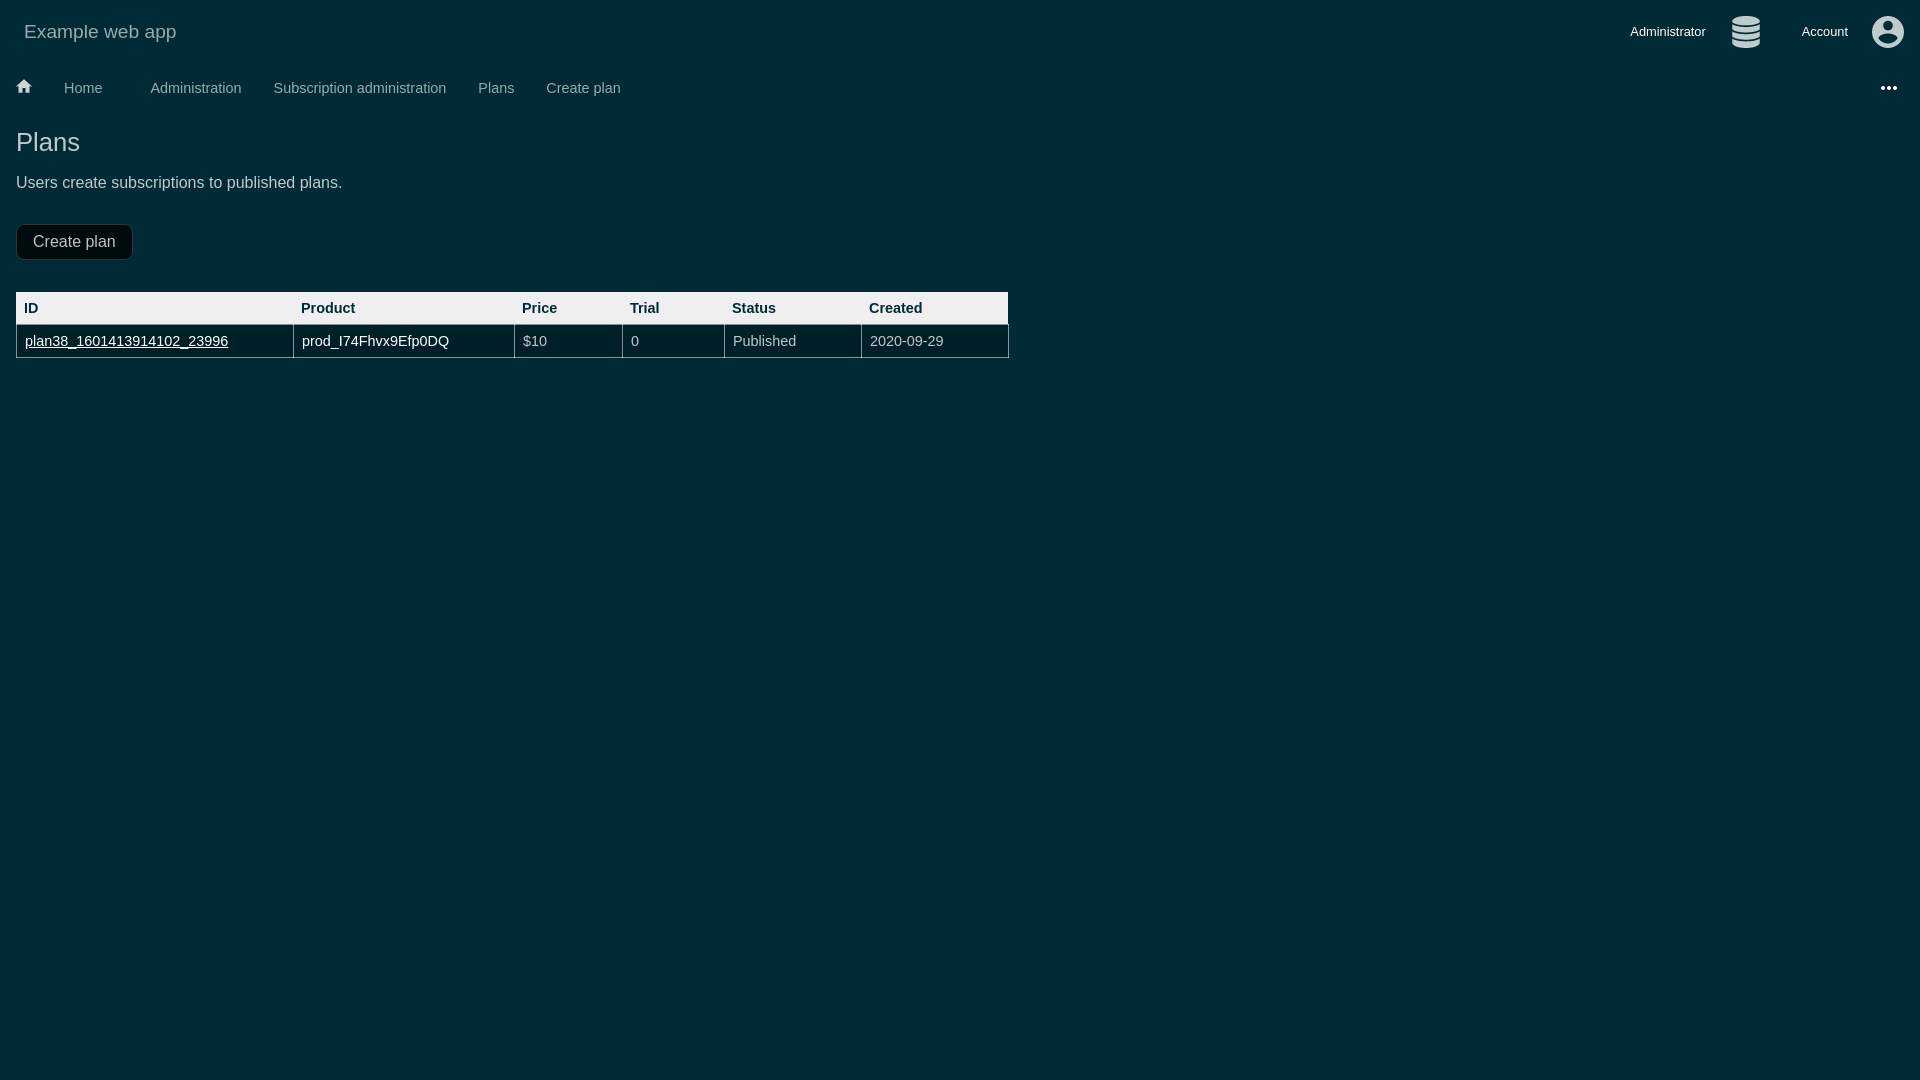 Example web app
Administrator
Account
Home Administration Subscription administration Plans Create plan
Plans
Users create subscriptions to published plans.
Create plan
ID Product Price Trial Status Created
plan38_1601413914102_23996 prod_I74Fhvx9Efp0DQ $10 0 Published 2020-09-29